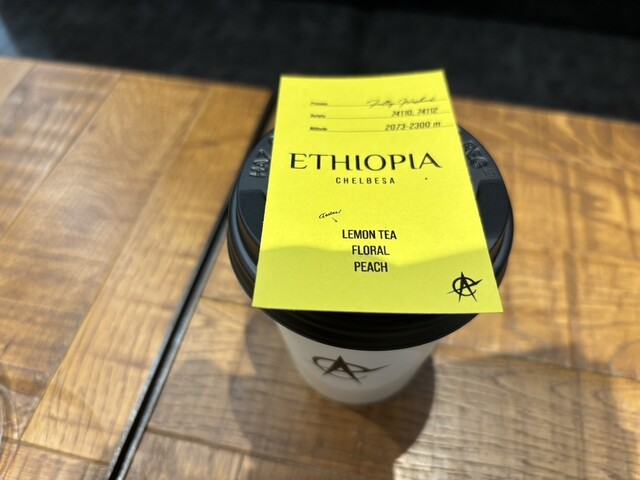 Process Fully Washed
Variety 74110, 74112
Altitude 2073-2300 m
ETHIOPIA
CHELBESA
LEMON TEA
FLORAL
PEACH